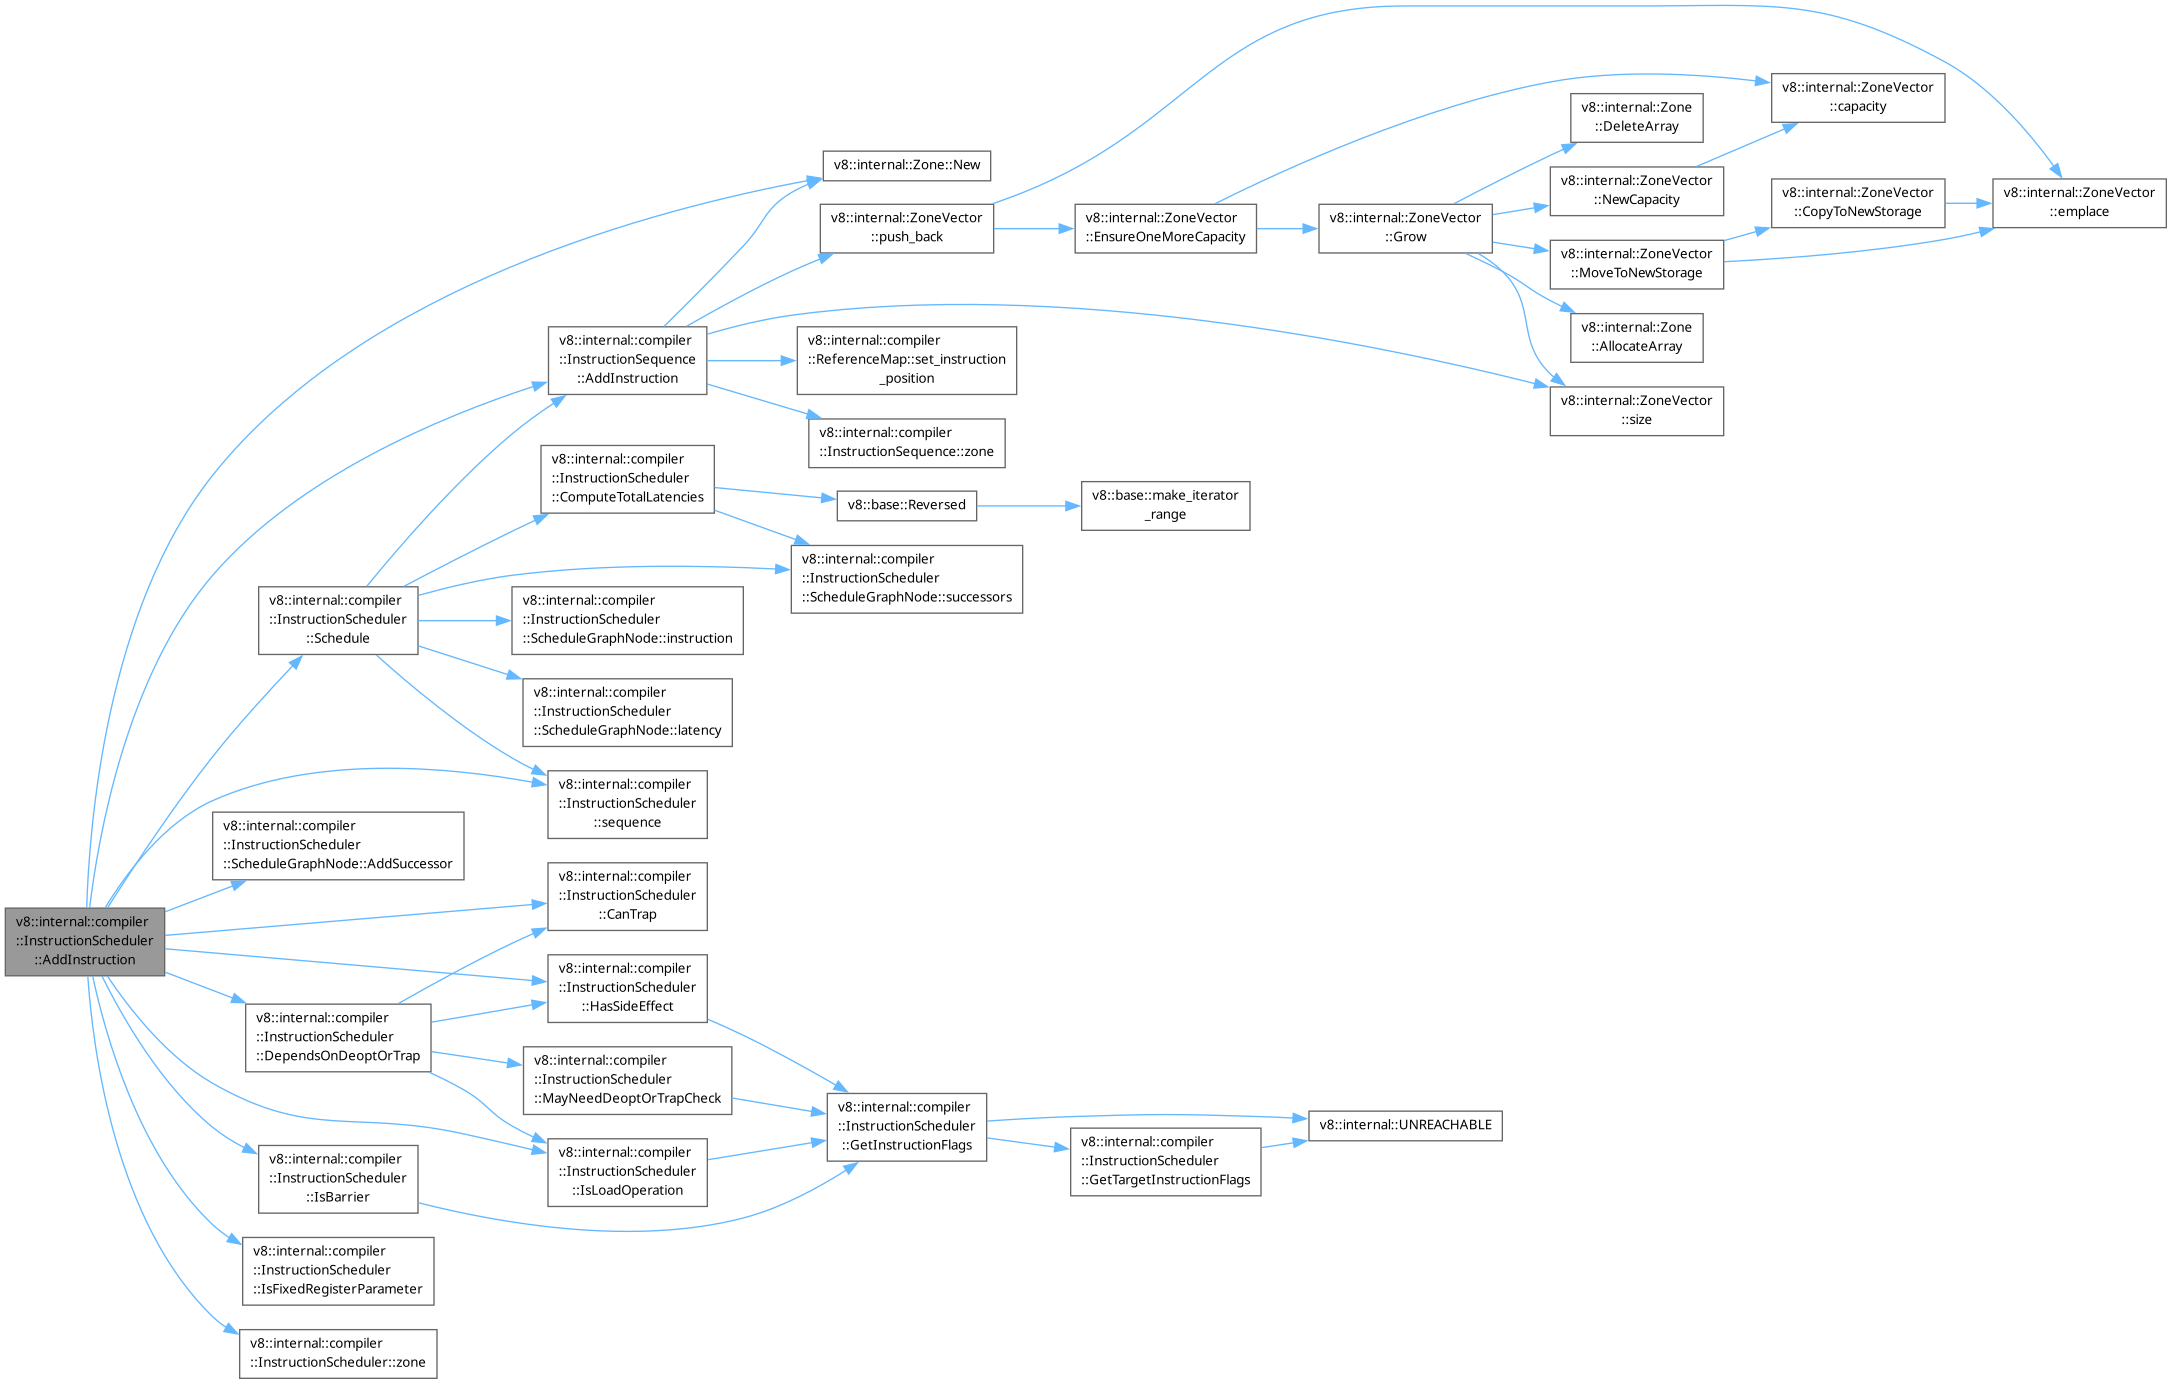 v8::internal::ZoneVector
::capacity
v8::internal::Zone
::DeleteArray
v8::internal::Zone::New
v8::internal::ZoneVector
::NewCapacity
v8::internal::ZoneVector
::CopyToNewStorage
v8::internal::ZoneVector
::emplace
v8::internal::ZoneVector
::push_back
v8::internal::ZoneVector
::EnsureOneMoreCapacity
v8::internal::ZoneVector
::Grow
v8::internal::ZoneVector
::MoveToNewStorage
v8::internal::Zone
::AllocateArray
v8::internal::compiler
::InstructionSequence
::AddInstruction
v8::internal::compiler
::ReferenceMap::set_instruction
_position
v8::internal::ZoneVector
::size
v8::internal::compiler
::InstructionSequence::zone
v8::internal::compiler
::InstructionScheduler
::ComputeTotalLatencies
v8::base::Reversed
v8::base::make_iterator
_range
v8::internal::compiler
::InstructionScheduler
::ScheduleGraphNode::successors
v8::internal::compiler
::InstructionScheduler
::Schedule
v8::internal::compiler
::InstructionScheduler
::ScheduleGraphNode::instruction
v8::internal::compiler
::InstructionScheduler
::ScheduleGraphNode::latency
v8::internal::compiler
::InstructionScheduler
::sequence
v8::internal::compiler
::InstructionScheduler
::ScheduleGraphNode::AddSuccessor
v8::internal::compiler
::InstructionScheduler
::CanTrap
v8::internal::compiler
::InstructionScheduler
::AddInstruction
v8::internal::compiler
::InstructionScheduler
::HasSideEffect
v8::internal::compiler
::InstructionScheduler
::DependsOnDeoptOrTrap
v8::internal::compiler
::InstructionScheduler
::MayNeedDeoptOrTrapCheck
v8::internal::compiler
::InstructionScheduler
::GetInstructionFlags
v8::internal::UNREACHABLE
v8::internal::compiler
::InstructionScheduler
::GetTargetInstructionFlags
v8::internal::compiler
::InstructionScheduler
::IsLoadOperation
v8::internal::compiler
::InstructionScheduler
::IsBarrier
v8::internal::compiler
::InstructionScheduler
::IsFixedRegisterParameter
v8::internal::compiler
::InstructionScheduler::zone